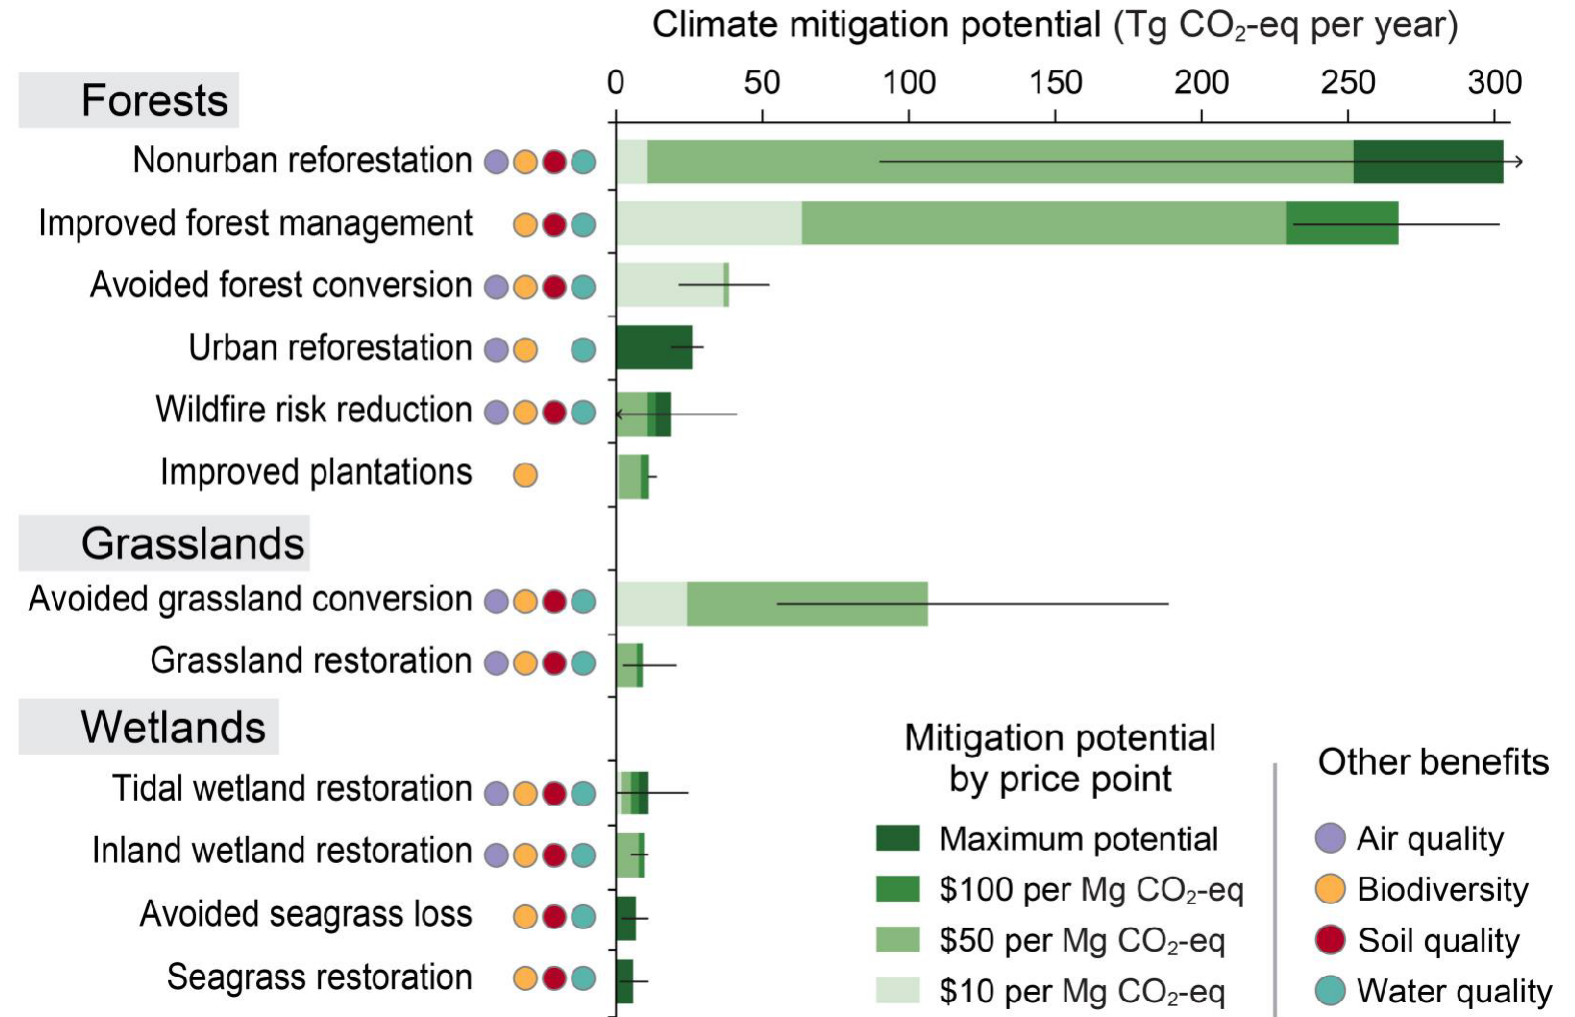 Climate mitigation potential (Tg CO₂-eq per year)
0 50 100 150 200 250 300
Forests
Nonurban reforestation
Improved forest management
Avoided forest conversion
Urban reforestation
Wildfire risk reduction
Improved plantations
Grasslands
Avoided grassland conversion
Grassland restoration
Wetlands
Tidal wetland restoration
Inland wetland restoration
Avoided seagrass loss
Seagrass restoration
Mitigation potential
by price point
Maximum potential
$100 per Mg CO₂-eq
$50 per Mg CO₂-eq
$10 per Mg CO₂-eq
Other benefits
Air quality
Biodiversity
Soil quality
Water quality